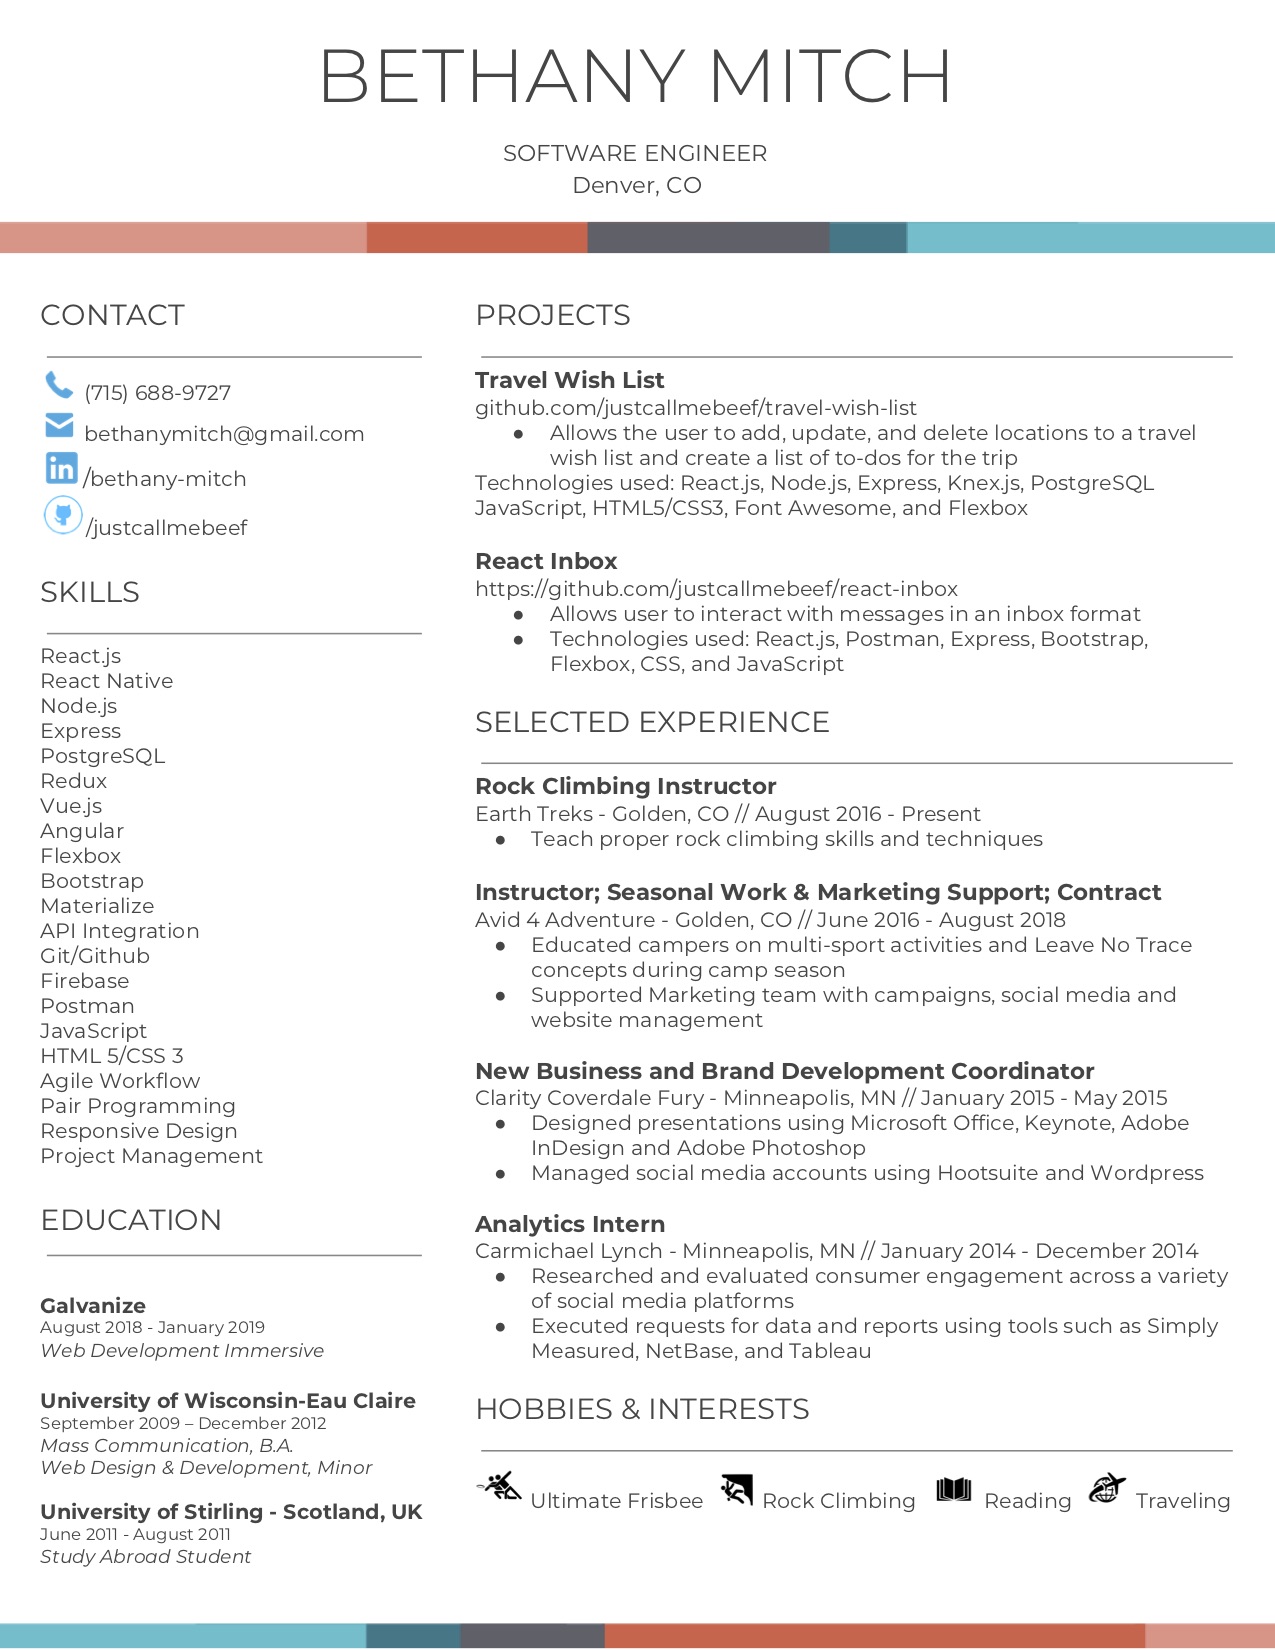 BETHANY MITCH
SOFTWARE ENGINEER
Denver, CO
CONTACT
(715) 688-9727
bethanymitch@gmail.com
in /bethany-mitch
/justcallmebeef
SKILLS
React.js
React Native
Node.js
Express
PostgreSQL
Redux
Vue.js
Angular
Flexbox
Bootstrap
Materialize
API Integration
Git/Github
Firebase
Postman
JavaScript
HTML 5/CSS 3
Agile Workflow
Pair Programming
Responsive Design
Project Management
EDUCATION
Galvanize
August 2018 - January 2019
Web Development Immersive
University of Wisconsin-Eau Claire
September 2009 – December 2012
Mass Communication, B.A.
Web Design & Development, Minor
University of Stirling - Scotland, UK
June 2011 - August 2011
Study Abroad Student
PROJECTS
Travel Wish List
github.com/justcallmebeef/travel-wish-list
● Allows the user to add, update, and delete locations to a travel
wish list and create a list of to-dos for the trip
Technologies used: React.js, Node.js, Express, Knex.js, PostgreSQL
JavaScript, HTML5/CSS3, Font Awesome, and Flexbox
React Inbox
https://github.com/justcallmebeef/react-inbox
● Allows user to interact with messages in an inbox format
● Technologies used: React.js, Postman, Express, Bootstrap,
Flexbox, CSS, and JavaScript
SELECTED EXPERIENCE
Rock Climbing Instructor
Earth Treks - Golden, CO // August 2016 - Present
● Teach proper rock climbing skills and techniques
Instructor; Seasonal Work & Marketing Support; Contract
Avid 4 Adventure - Golden, CO // June 2016 - August 2018
● Educated campers on multi-sport activities and Leave No Trace
concepts during camp season
● Supported Marketing team with campaigns, social media and
website management
New Business and Brand Development Coordinator
Clarity Coverdale Fury - Minneapolis, MN // January 2015 - May 2015
● Designed presentations using Microsoft Office, Keynote, Adobe
InDesign and Adobe Photoshop
● Managed social media accounts using Hootsuite and Wordpress
Analytics Intern
Carmichael Lynch - Minneapolis, MN // January 2014 - December 2014
● Researched and evaluated consumer engagement across a variety
of social media platforms
● Executed requests for data and reports using tools such as Simply
Measured, NetBase, and Tableau
HOBBIES & INTERESTS
Ultimate Frisbee Rock Climbing Reading Traveling